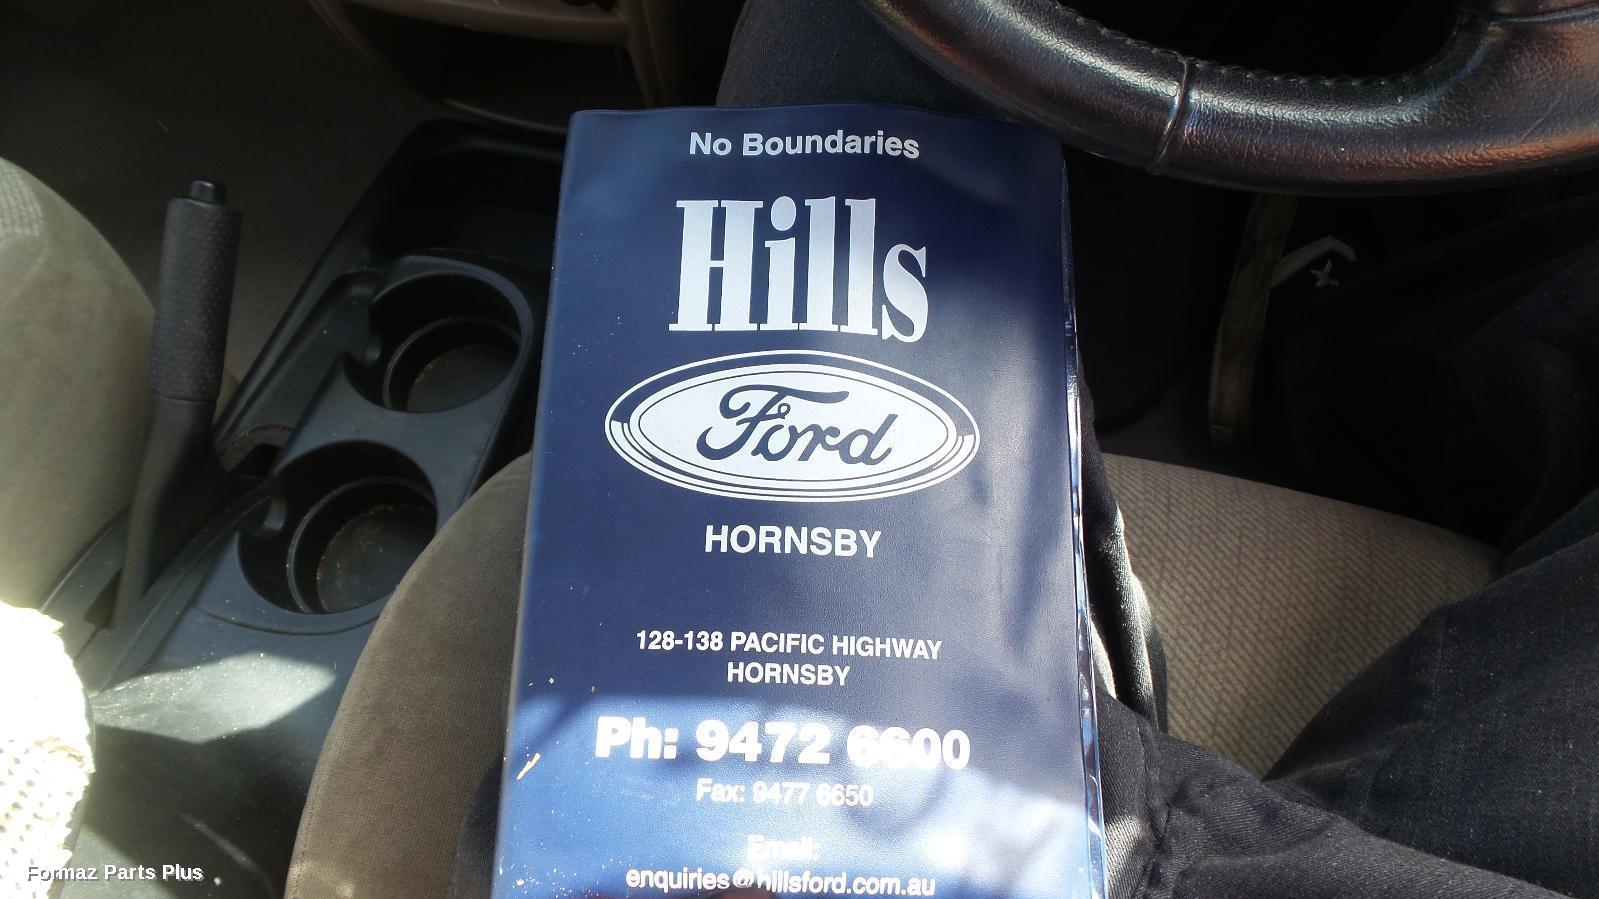 No Boundaries
Hills
Ford
HORNSBY
128-138 PACIFIC HIGHWAY
HORNSBY
Ph: 9472 6600
Fax: 9477 6650
Email:
enquiries@hillsford.com.au
Formaz Parts Plus